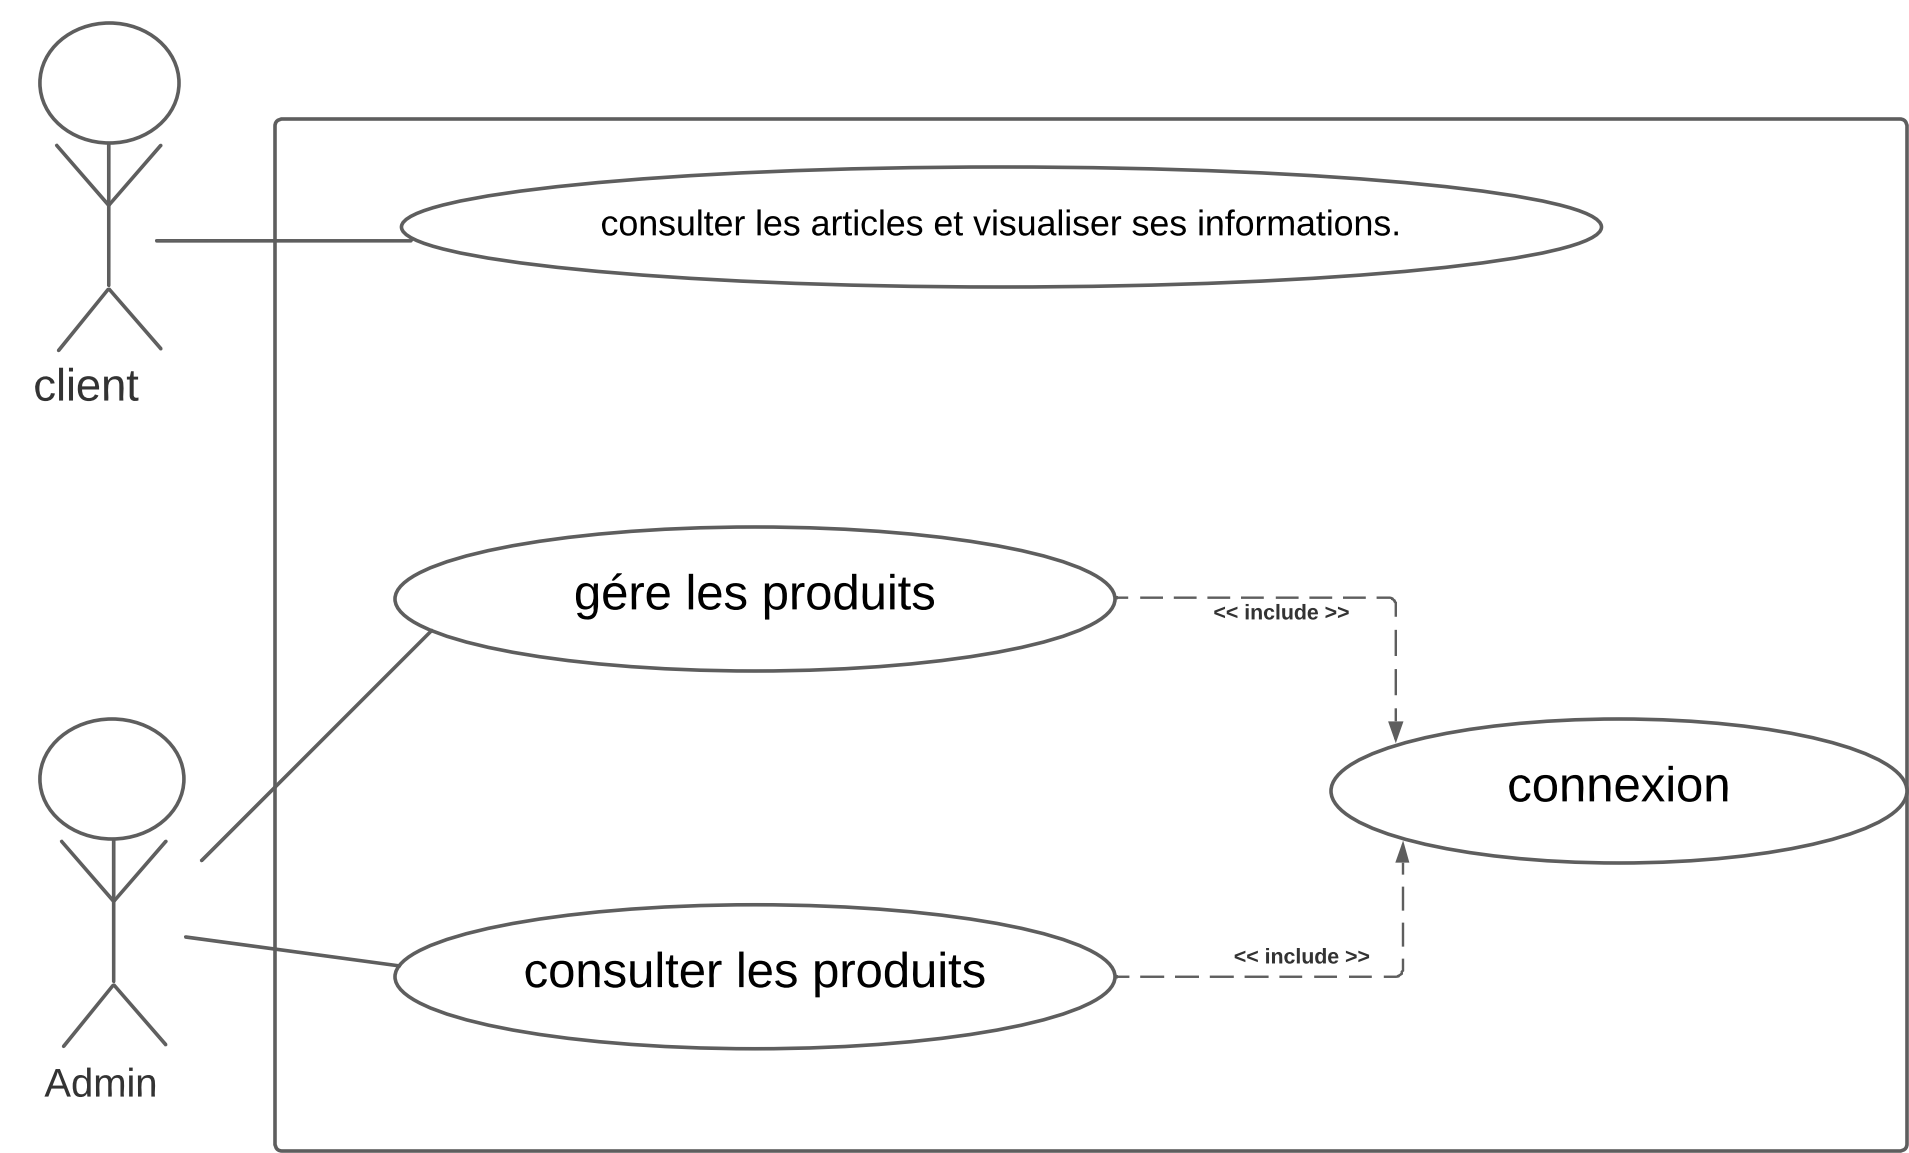 consulter les articles et visualiser ses informations.
client
gére les produits
<< include >>
connexion
<< include >>
consulter les produits
Admin